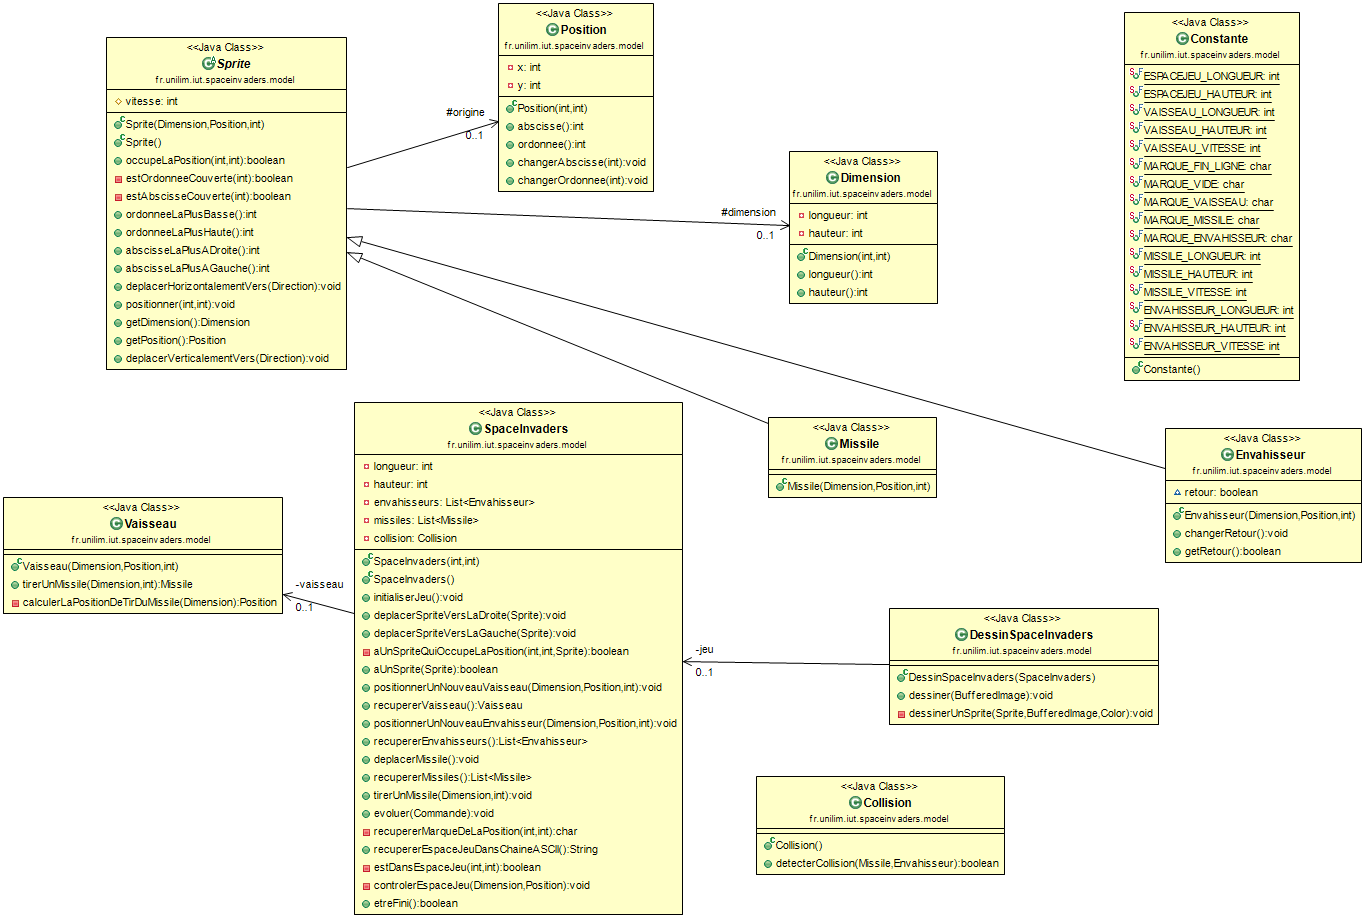 <<Java Class>>
Sprite
fr.unilim.iut.spaceinvaders.model
vitesse: int
Sprite(Dimension,Position,int)
Sprite()
occupeLaPosition(int,int):boolean
estOrdonneeCouverte(int):boolean
estAbscisseCouverte(int):boolean
ordonneeLaPlusBasse():int
ordonneeLaPlusHaute():int
abscisseLaPlusADroite():int
abscisseLaPlusAGauche():int
deplacerHorizontalementVers(Direction):void
positionner(int,int):void
getDimension():Dimension
getPosition():Position
deplacerVerticalementVers(Direction):void
#origine
0..1
<<Java Class>>
Position
fr.unilim.iut.spaceinvaders.model
x: int
y: int
Position(int,int)
abscisse():int
ordonnee():int
changerAbscisse(int):void
changerOrdonnee(int):void
#dimension
0..1
<<Java Class>>
Dimension
fr.unilim.iut.spaceinvaders.model
longueur: int
hauteur: int
Dimension(int,int)
longueur():int
hauteur():int
<<Java Class>>
Constante
fr.unilim.iut.spaceinvaders.model
ESPACEJEU_LONGUEUR: int
ESPACEJEU_HAUTEUR: int
VAISSEAU_LONGUEUR: int
VAISSEAU_HAUTEUR: int
VAISSEAU_VITESSE: int
MARQUE_FIN_LIGNE: char
MARQUE_VIDE: char
MARQUE_VAISSEAU: char
MARQUE_MISSILE: char
MARQUE_ENVAHISSEUR: char
MISSILE_LONGUEUR: int
MISSILE_HAUTEUR: int
MISSILE_VITESSE: int
ENVAHISSEUR_LONGUEUR: int
ENVAHISSEUR_HAUTEUR: int
ENVAHISSEUR_VITESSE: int
Constante()
<<Java Class>>
Vaisseau
fr.unilim.iut.spaceinvaders.model
Vaisseau(Dimension,Position,int)
tirerUnMissile(Dimension,int):Missile
calculerLaPositionDeTirDuMissile(Dimension):Position
-vaisseau
0..1
<<Java Class>>
SpaceInvaders
fr.unilim.iut.spaceinvaders.model
longueur: int
hauteur: int
envahisseurs: List<Envahisseur>
missiles: List<Missile>
collision: Collision
SpaceInvaders(int,int)
SpaceInvaders()
initialiserJeu():void
deplacerSpriteVersLaDroite(Sprite):void
deplacerSpriteVersLaGauche(Sprite):void
aUnSpriteQuiOccupeLaPosition(int,int,Sprite):boolean
aUnSprite(Sprite):boolean
positionnerUnNouveauVaisseau(Dimension,Position,int):void
recupererVaisseau():Vaisseau
positionnerUnNouveauEnvahisseur(Dimension,Position,int):void
recupererEnvahisseurs():List<Envahisseur>
deplacerMissile():void
recupererMissiles():List<Missile>
tirerUnMissile(Dimension,int):void
evoluer(Commande):void
recupererMarqueDeLaPosition(int,int):char
recupererEspaceJeuDansChaineASCII():String
estDansEspaceJeu(int,int):boolean
controlerEspaceJeu(Dimension,Position):void
etreFini():boolean
<<Java Class>>
Missile
fr.unilim.iut.spaceinvaders.model
Missile(Dimension,Position,int)
<<Java Class>>
Envahisseur
fr.unilim.iut.spaceinvaders.model
retour: boolean
Envahisseur(Dimension,Position,int)
changerRetour():void
getRetour():boolean
-jeu
0..1
<<Java Class>>
DessinSpaceInvaders
fr.unilim.iut.spaceinvaders.model
DessinSpaceInvaders(SpaceInvaders)
dessiner(BufferedImage):void
dessinerUnSprite(Sprite,BufferedImage,Color):void
<<Java Class>>
Collision
fr.unilim.iut.spaceinvaders.model
Collision()
detecterCollision(Missile,Envahisseur):boolean